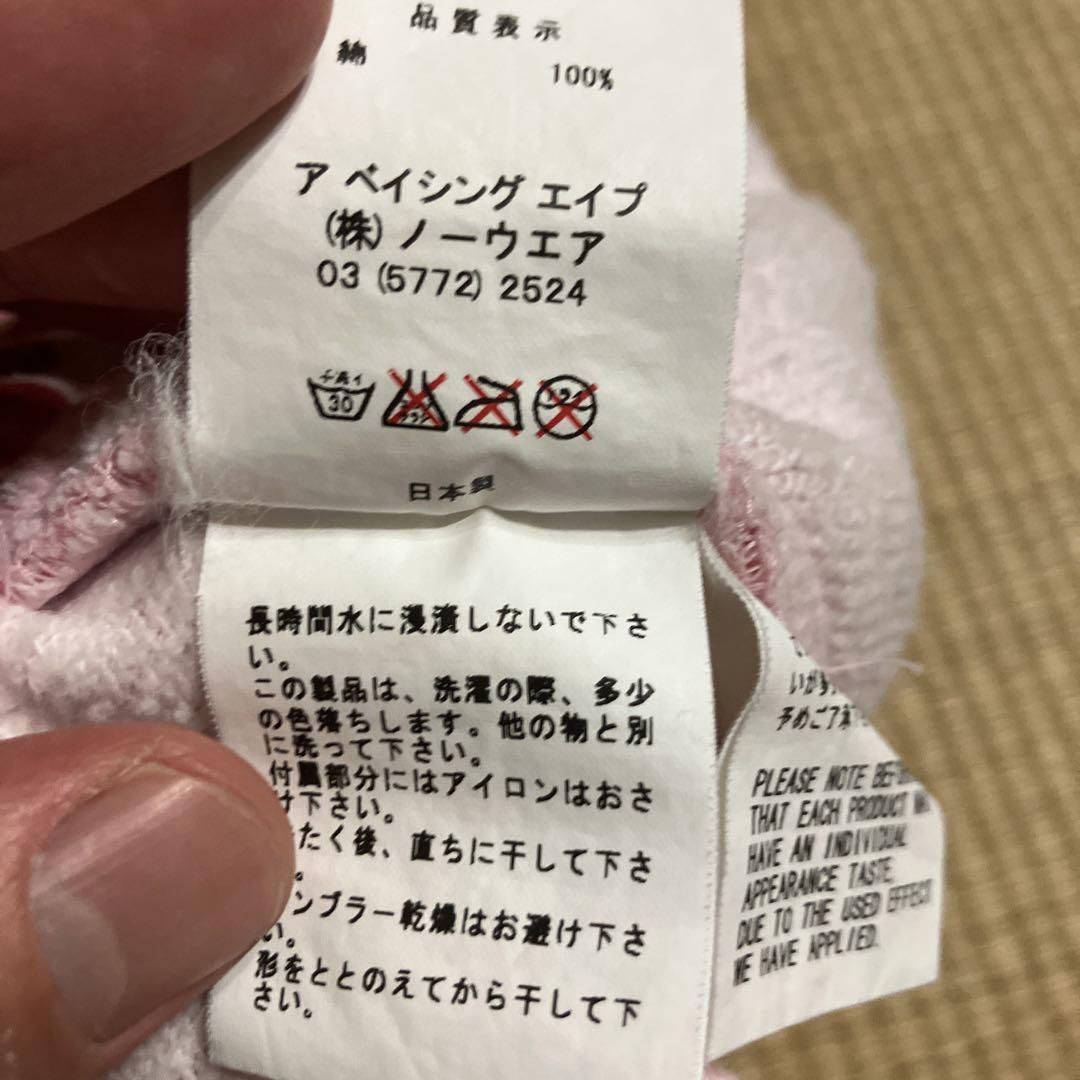 品質表示
綿 100%
ア ベイシング エイプ
(株) ノーウエア
03 (5772) 2524
30
日本製
長時間水に浸漬しないで下さ
い。
この製品は、洗濯の際、多少
の色落ちします。他の物と別
に洗って下さい。
付属部分にはアイロンはおさ
け下さい。
たく後、直ちに干して下さ
。
ンブラー乾燥はお避け下さ
い。
形をととのえてから干して下
さい。
予めご了承
PLEASE NOTE
THAT EACH PRODUCT
HAVE AN INDIVIDUAL
APPEARANCE TASTE,
DUE TO THE USED EFFECT
WE HAVE APPLIED.